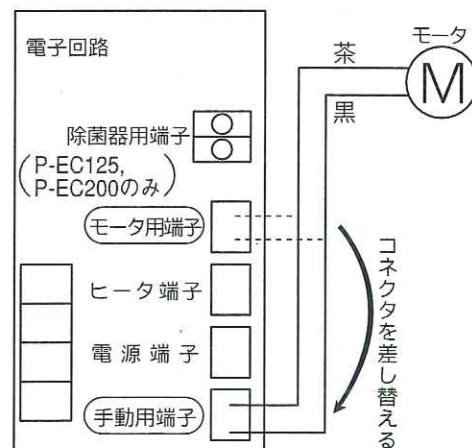 電子回路
モータ
M
茶
黒
除菌器用端子
(P-EC125,
P-EC200のみ)
モータ用端子
ヒータ端子
電源端子
手動用端子
コネクタを差し替える